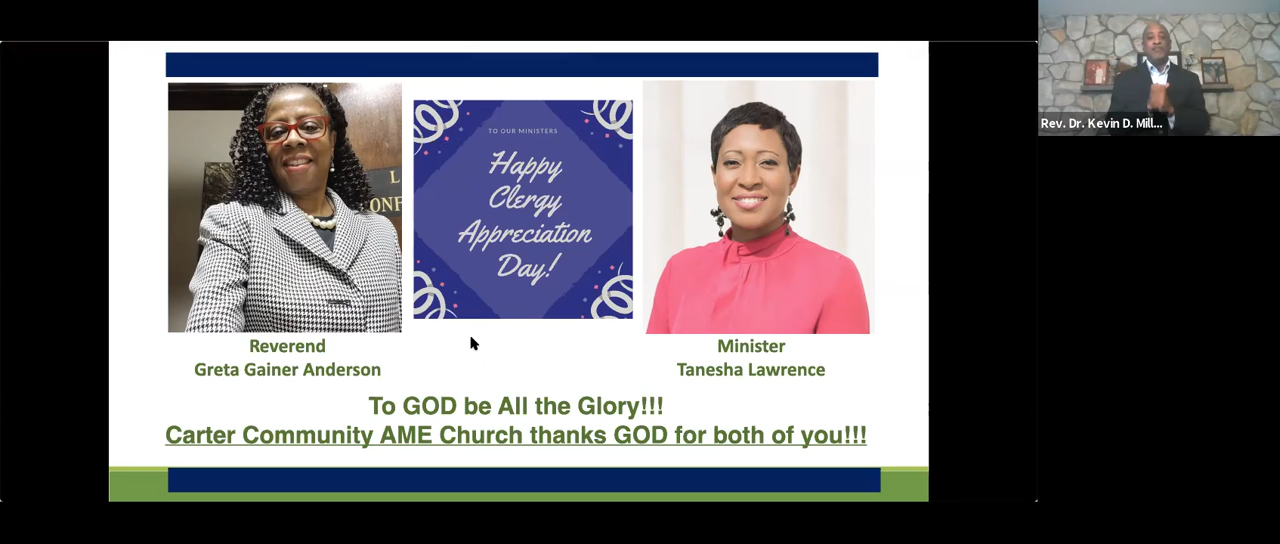 TO OUR MINISTERS
Happy
Clergy
Appreciation
Day!
L
ONF
Reverend
Greta Gainer Anderson
Minister
Tanesha Lawrence
To GOD be All the Glory!!!
Carter Community AME Church thanks GOD for both of you!!!
Rev. Dr. Kevin D. Mill...